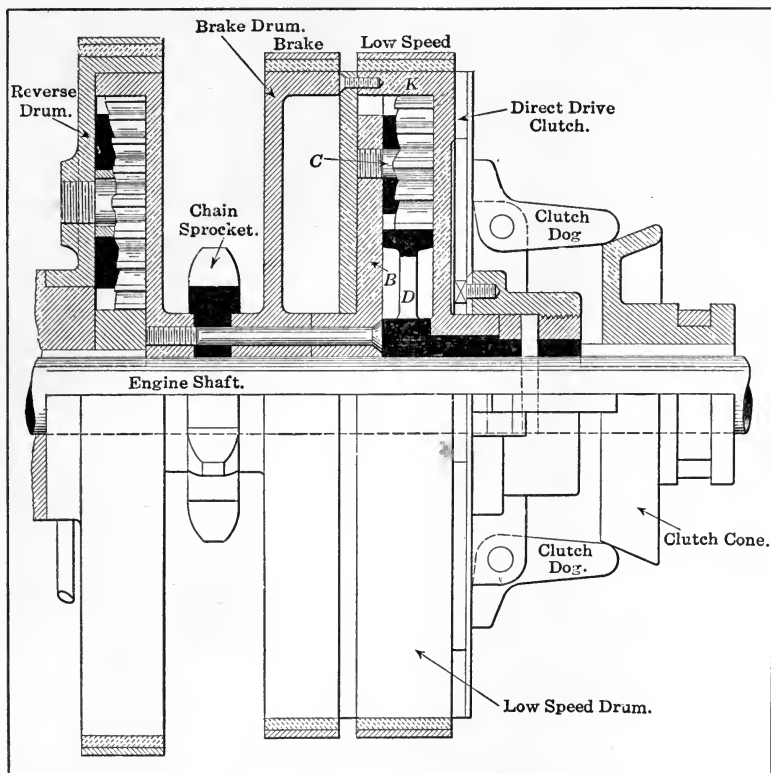 Brake Drum.
Brake
Low Speed
Reverse
Drum.
K
Direct Drive
Clutch.
C
Chain
Sprocket.
Clutch
Dog
B
D
Engine Shaft.
Clutch
Dog.
Clutch Cone.
Low Speed Drum.